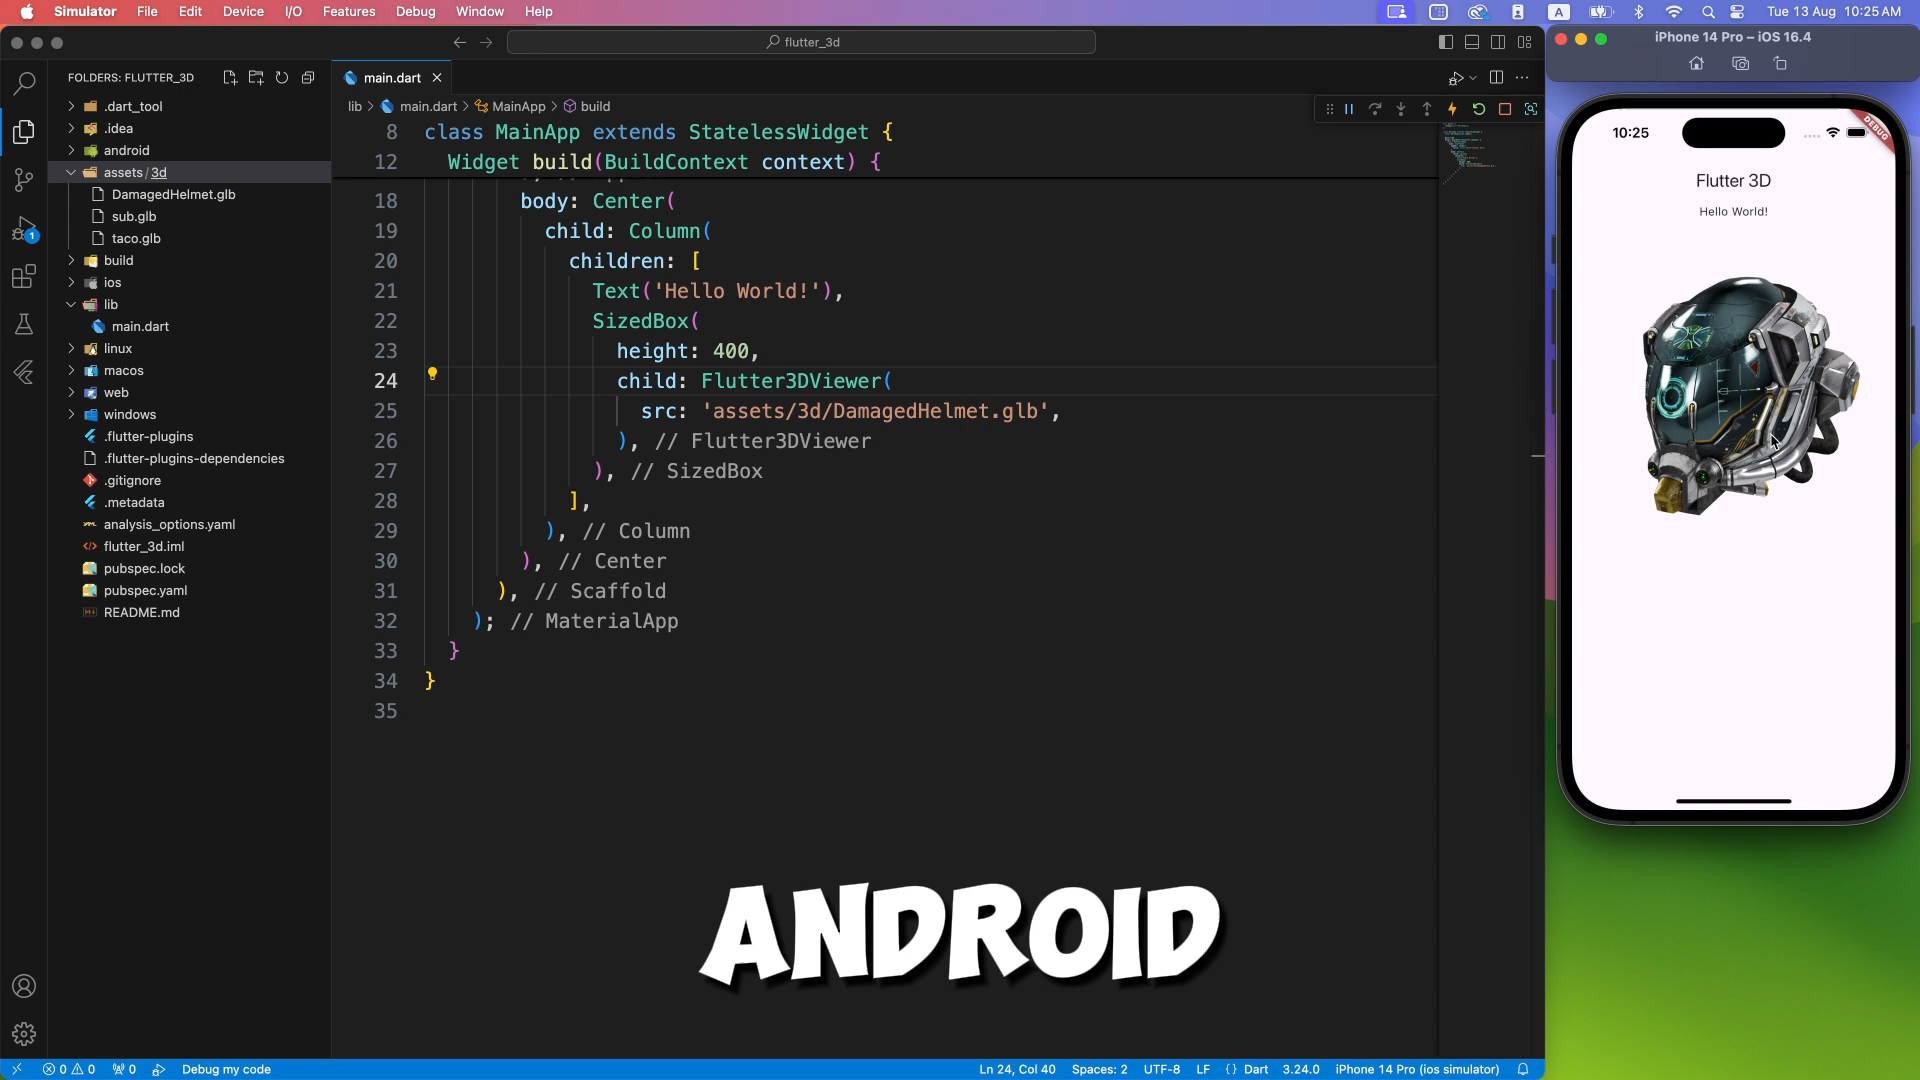 Simulator File Edit Device I/O Features Debug Window Help
A Tue 13 Aug 10:25 AM
flutter_3d
iPhone 14 Pro – iOS 16.4
FOLDERS: FLUTTER_3D
main.dart
lib > main.dart > MainApp > build
.dart_tool
.idea
android
assets / 3d
DamagedHelmet.glb
sub.glb
taco.glb
build
ios
lib
main.dart
linux
macos
web
windows
.flutter-plugins
.flutter-plugins-dependencies
.gitignore
.metadata
analysis_options.yaml
flutter_3d.iml
pubspec.lock
pubspec.yaml
README.md
1
8 class MainApp extends StatelessWidget {
12 Widget build(BuildContext context) {
18 body: Center(
19 child: Column(
20 children: [
21 Text('Hello World!'),
22 SizedBox(
23 height: 400,
24 child: Flutter3DViewer(
25 src: 'assets/3d/DamagedHelmet.glb',
26 ), // Flutter3DViewer
27 ), // SizedBox
28 ],
29 ), // Column
30 ), // Center
31 ), // Scaffold
32 ); // MaterialApp
33 }
34 }
35
10:25
DEBUG
Flutter 3D
Hello World!
ANDROID
0 0 0 Debug my code
Ln 24, Col 40 Spaces: 2 UTF-8 LF {} Dart 3.24.0 iPhone 14 Pro (ios simulator)